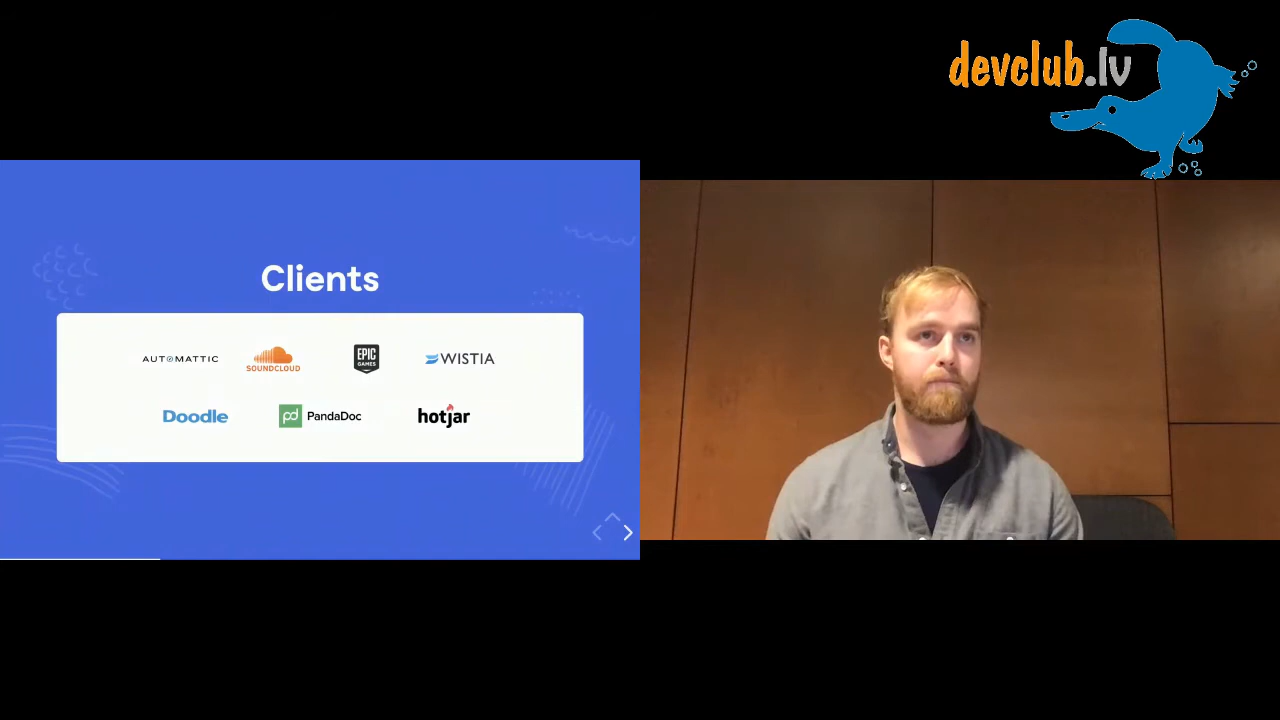 devclub.lv
Clients
AUTOMATTIC SOUNDCLOUD EPIC GAMES WISTIA
Doodle PandaDoc hotjar